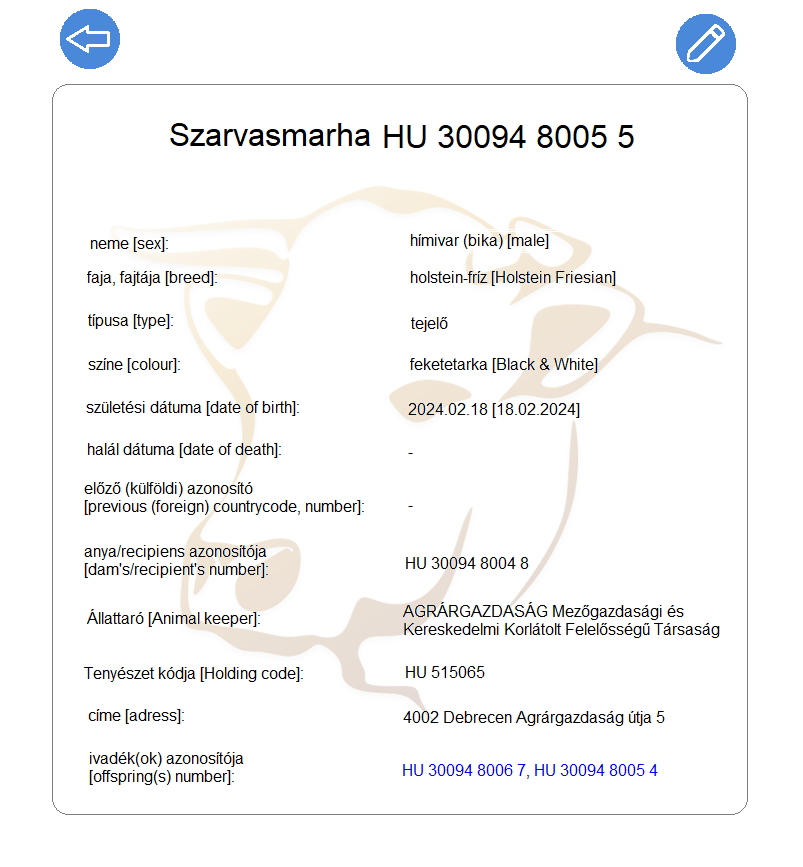 Szarvasmarha HU 30094 8005 5
neme [sex]: hímivar (bika) [male]
faja, fajtája [breed]: holstein-fríz [Holstein Friesian]
típusa [type]: tejelő
színe [colour]: feketetarka [Black & White]
születési dátuma [date of birth]: 2024.02.18 [18.02.2024]
halál dátuma [date of death]: -
előző (külföldi) azonosító
[previous (foreign) countrycode, number]: -
anya/recipiens azonosítója
[dam's/recipient's number]: HU 30094 8004 8
Állattaró [Animal keeper]: AGRÁRGAZDASÁG Mezőgazdasági és
Kereskedelmi Korlátolt Felelősségű Társaság
Tenyészet kódja [Holding code]: HU 515065
címe [adress]: 4002 Debrecen Agrárgazdaság útja 5
ivadék(ok) azonosítója
[offspring(s) number]: HU 30094 8006 7, HU 30094 8005 4